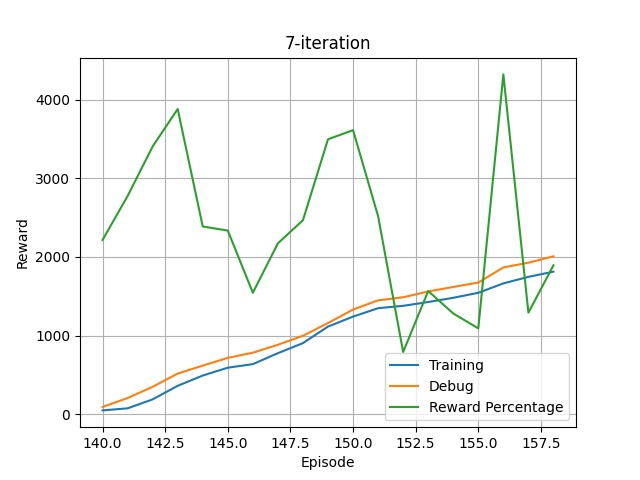 7-iteration
Reward
4000
3000
2000
1000
0
Training
Debug
Reward Percentage
140.0 142.5 145.0 147.5 150.0 152.5 155.0 157.5
Episode